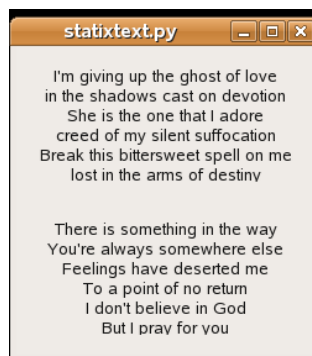 statixtext.py
I'm giving up the ghost of love
in the shadows cast on devotion
She is the one that I adore
creed of my silent suffocation
Break this bittersweet spell on me
lost in the arms of destiny
There is something in the way
You're always somewhere else
Feelings have deserted me
To a point of no return
I don't believe in God
But I pray for you